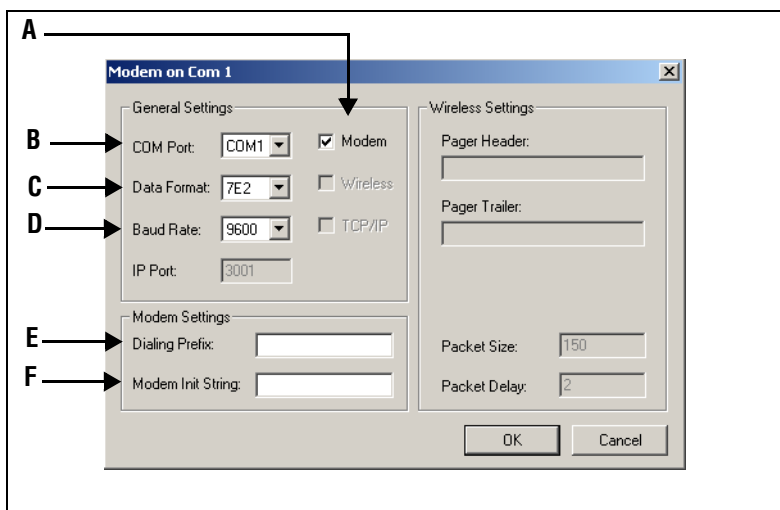 A
Modem on Com 1
General Settings
B
COM Port: COM1
Modem
C
Data Format: 7E2
Wireless
D
Baud Rate: 9600
TCP/IP
IP Port: 3001
Modem Settings
E
Dialing Prefix:
F
Modem Init String:
Wireless Settings
Pager Header:
Pager Trailer:
Packet Size: 150
Packet Delay: 2
OK
Cancel